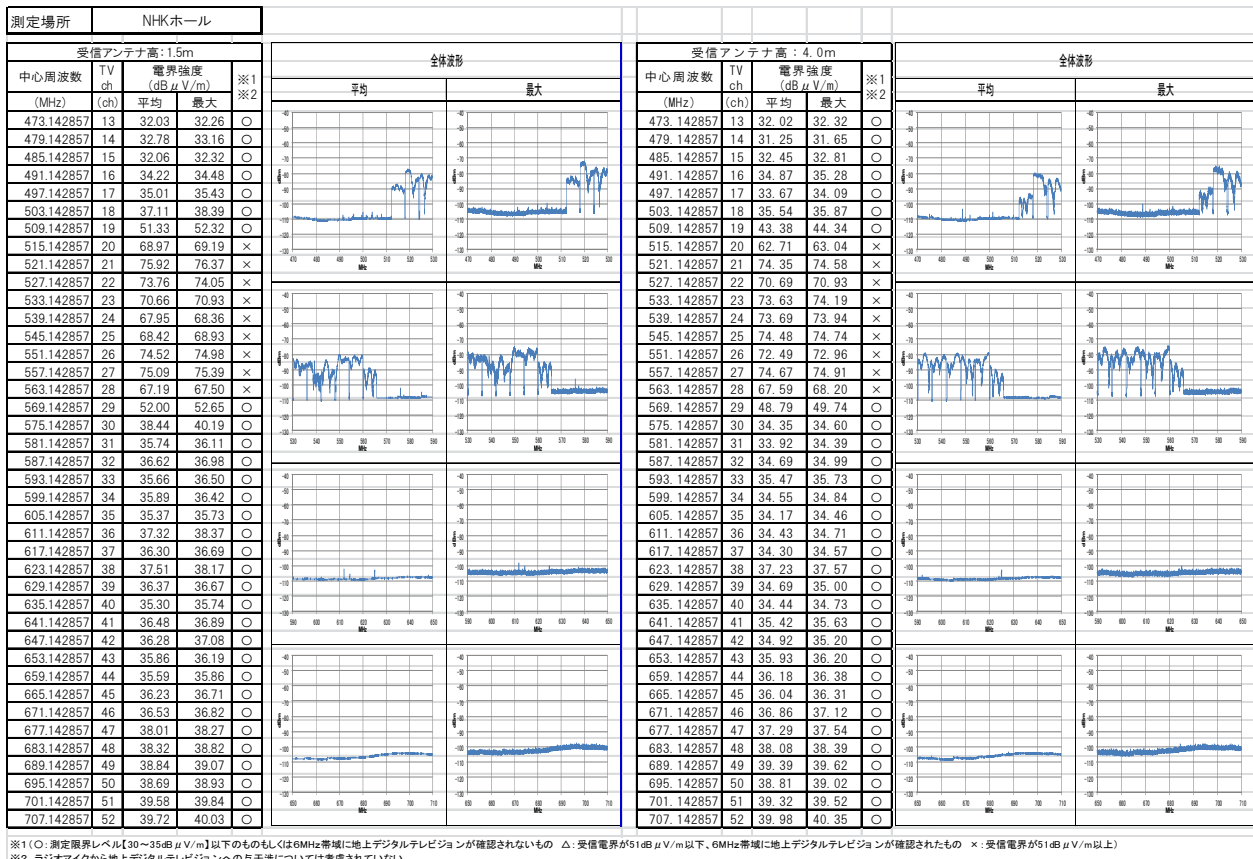 測定場所 NHKホール
受信アンテナ高:1.5m 全体波形
中心周波数 TV ch 電界強度 (dBμV/m) ※1 ※2 平均 最大
(MHz) (ch) 平均 最大
473.142857 13 32.03 32.26 ○
479.142857 14 32.78 33.16 ○
485.142857 15 32.06 32.32 ○
491.142857 16 34.22 34.48 ○
497.142857 17 35.01 35.43 ○
503.142857 18 37.11 38.39 ○
509.142857 19 51.33 52.32 ○
515.142857 20 68.97 69.19 ×
521.142857 21 75.92 76.37 ×
527.142857 22 73.76 74.05 ×
533.142857 23 70.66 70.93 ×
539.142857 24 67.95 68.36 ×
545.142857 25 68.42 68.93 ×
551.142857 26 74.52 74.98 ×
557.142857 27 75.09 75.39 ×
563.142857 28 67.19 67.50 ×
569.142857 29 52.00 52.65 ○
575.142857 30 38.44 40.19 ○
581.142857 31 35.74 36.11 ○
587.142857 32 36.62 36.98 ○
593.142857 33 35.66 36.50 ○
599.142857 34 35.89 36.42 ○
605.142857 35 35.37 35.73 ○
611.142857 36 37.32 38.37 ○
617.142857 37 36.30 36.69 ○
623.142857 38 37.51 38.17 ○
629.142857 39 36.37 36.67 ○
635.142857 40 35.30 35.74 ○
641.142857 41 36.48 36.89 ○
647.142857 42 36.28 37.08 ○
653.142857 43 35.86 36.19 ○
659.142857 44 35.59 35.86 ○
665.142857 45 36.23 36.71 ○
671.142857 46 36.53 36.82 ○
677.142857 47 38.01 38.27 ○
683.142857 48 38.32 38.82 ○
689.142857 49 38.84 39.07 ○
695.142857 50 38.69 38.93 ○
701.142857 51 39.58 39.84 ○
707.142857 52 39.72 40.03 ○
受信アンテナ高:4.0m 全体波形
中心周波数 TV ch 電界強度 (dBμV/m) ※1 ※2 平均 最大
(MHz) (ch) 平均 最大
473.142857 13 32.02 32.32 ○
479.142857 14 31.25 31.65 ○
485.142857 15 32.45 32.81 ○
491.142857 16 34.87 35.28 ○
497.142857 17 33.67 34.09 ○
503.142857 18 35.54 35.87 ○
509.142857 19 43.38 44.34 ○
515.142857 20 62.71 63.04 ×
521.142857 21 74.35 74.58 ×
527.142857 22 70.69 70.93 ×
533.142857 23 73.63 74.19 ×
539.142857 24 73.69 73.94 ×
545.142857 25 74.48 74.74 ×
551.142857 26 72.49 72.96 ×
557.142857 27 74.67 74.91 ×
563.142857 28 67.59 68.20 ×
569.142857 29 48.79 49.74 ○
575.142857 30 34.35 34.60 ○
581.142857 31 33.92 34.39 ○
587.142857 32 34.69 34.99 ○
593.142857 33 35.47 35.73 ○
599.142857 34 34.55 34.84 ○
605.142857 35 34.17 34.46 ○
611.142857 36 34.43 34.71 ○
617.142857 37 34.30 34.57 ○
623.142857 38 37.23 37.57 ○
629.142857 39 34.69 35.00 ○
635.142857 40 34.44 34.73 ○
641.142857 41 35.42 35.63 ○
647.142857 42 34.92 35.20 ○
653.142857 43 35.93 36.20 ○
659.142857 44 36.18 36.38 ○
665.142857 45 36.04 36.31 ○
671.142857 46 36.86 37.12 ○
677.142857 47 37.29 37.54 ○
683.142857 48 38.08 38.39 ○
689.142857 49 39.39 39.62 ○
695.142857 50 38.81 39.02 ○
701.142857 51 39.32 39.52 ○
707.142857 52 39.98 40.35 ○
※1(○:測定限界レベル【30~35dBμV/m】以下のものもしくは6MHz帯域に地上デジタルテレビジョンが確認されないもの △:受信電界が51dBμV/m以下、6MHz帯域に地上デジタルテレビジョンが確認されたもの ×:受信電界が51dBμV/m以上)
※2 ラジオマイクから地上デジタルテレビジョンへの与干渉については考慮されていない